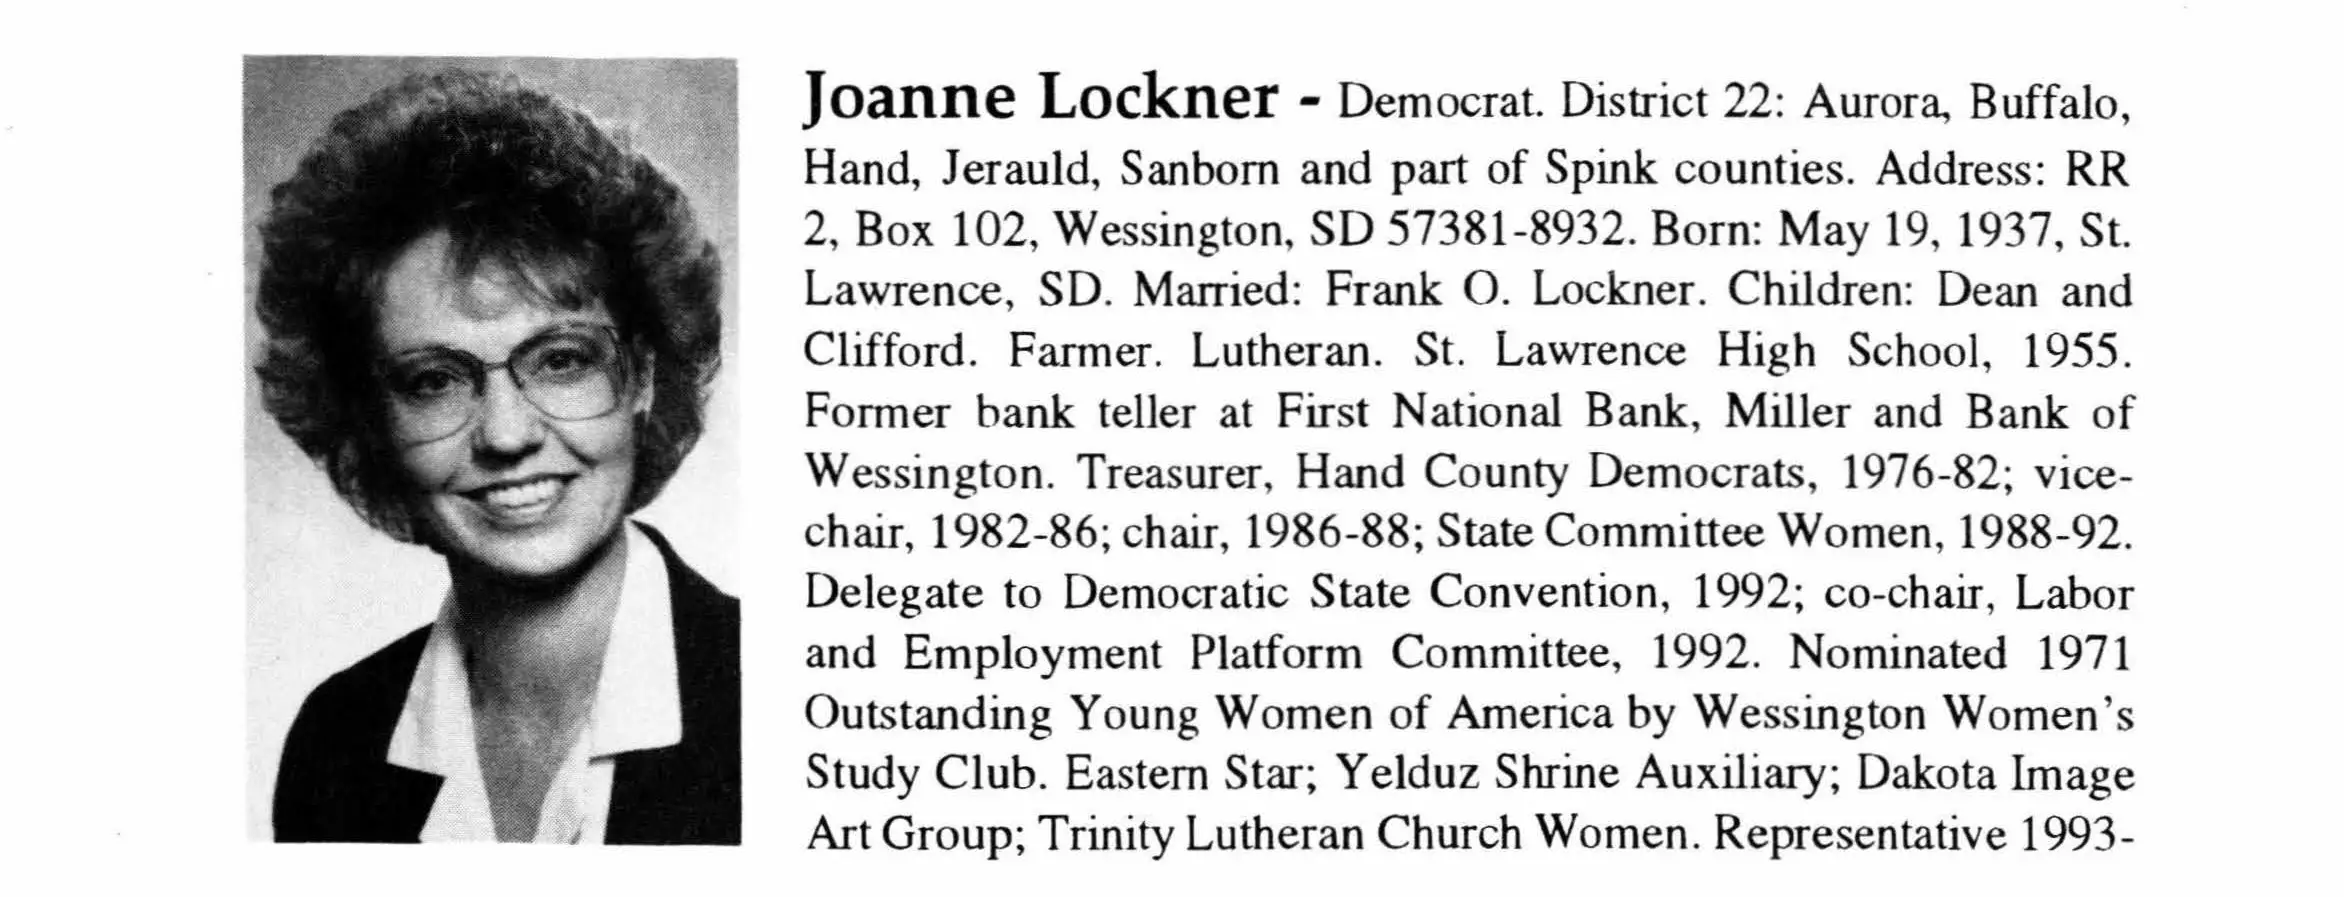 Joanne Lockner - Democrat. District 22: Aurora, Buffalo,
Hand, Jerauld, Sanborn and part of Spink counties. Address: RR
2, Box 102, Wessington, SD 57381-8932. Born: May 19, 1937, St.
Lawrence, SD. Married: Frank O. Lockner. Children: Dean and
Clifford. Farmer. Lutheran. St. Lawrence High School, 1955.
Former bank teller at First National Bank, Miller and Bank of
Wessington. Treasurer, Hand County Democrats, 1976-82; vice-
chair, 1982-86; chair, 1986-88; State Committee Women, 1988-92.
Delegate to Democratic State Convention, 1992; co-chair, Labor
and Employment Platform Committee, 1992. Nominated 1971
Outstanding Young Women of America by Wessington Women's
Study Club. Eastern Star; Yelduz Shrine Auxiliary; Dakota Image
Art Group; Trinity Lutheran Church Women. Representative 1993-